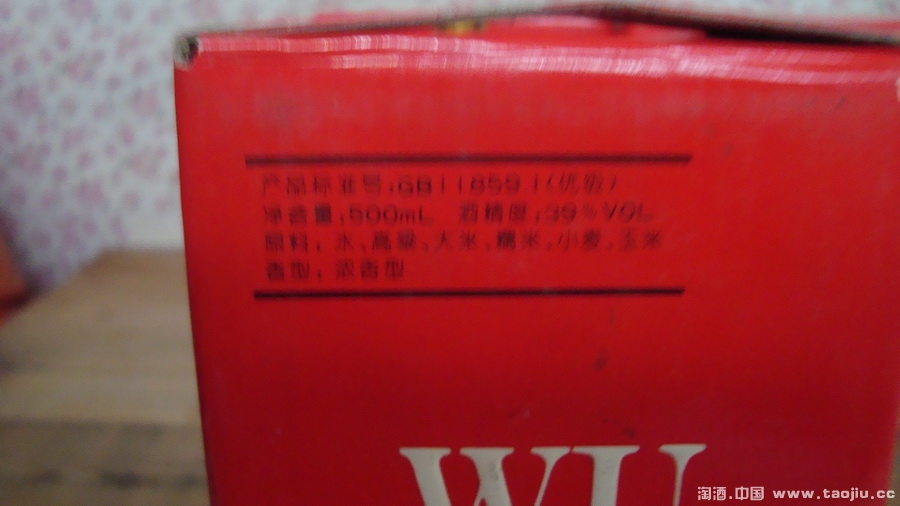 产品标准号:GB11859.1(优级)
净含量:500mL 酒精度:39%VOL
原料:水、高粱、大米、糯米、小麦、玉米
香型:浓香型
WU
淘酒.中国 www.taojiu.cc